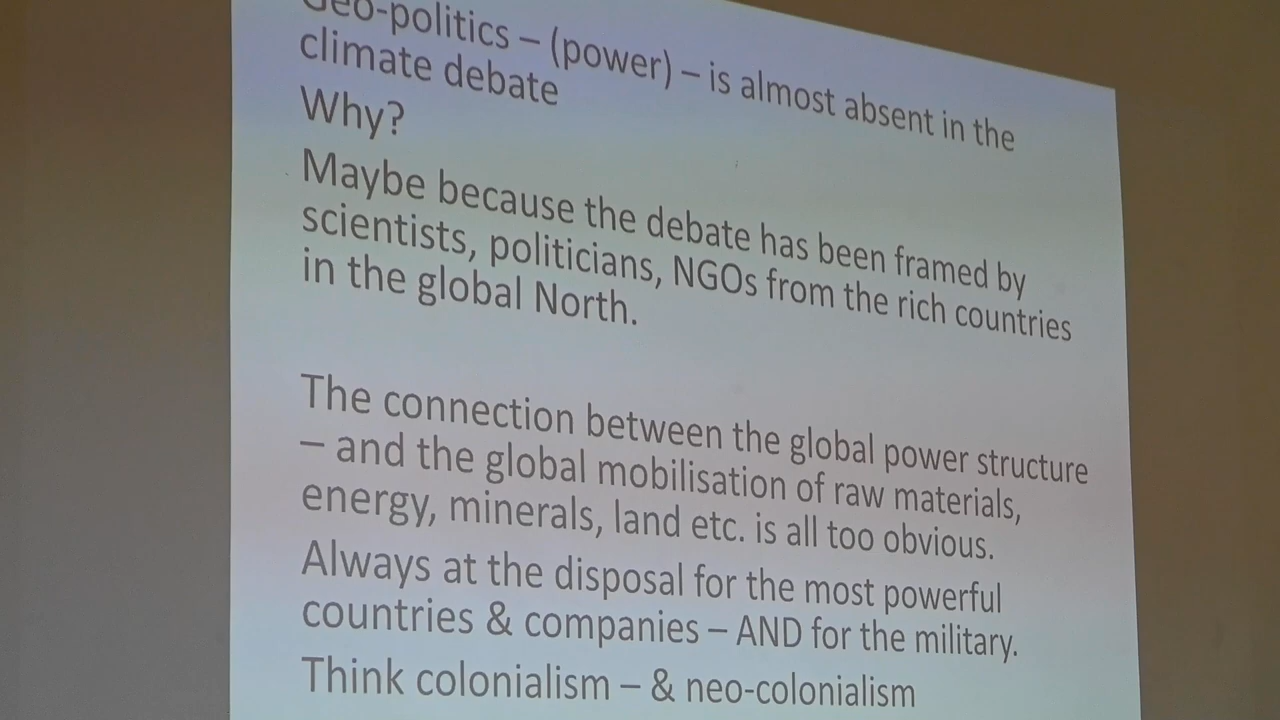 Geo-politics – (power) – is almost absent in the
climate debate
Why?
Maybe because the debate has been framed by
scientists, politicians, NGOs from the rich countries
in the global North.
The connection between the global power structure
– and the global mobilisation of raw materials,
energy, minerals, land etc. is all too obvious.
Always at the disposal for the most powerful
countries & companies – AND for the military.
Think colonialism – & neo-colonialism